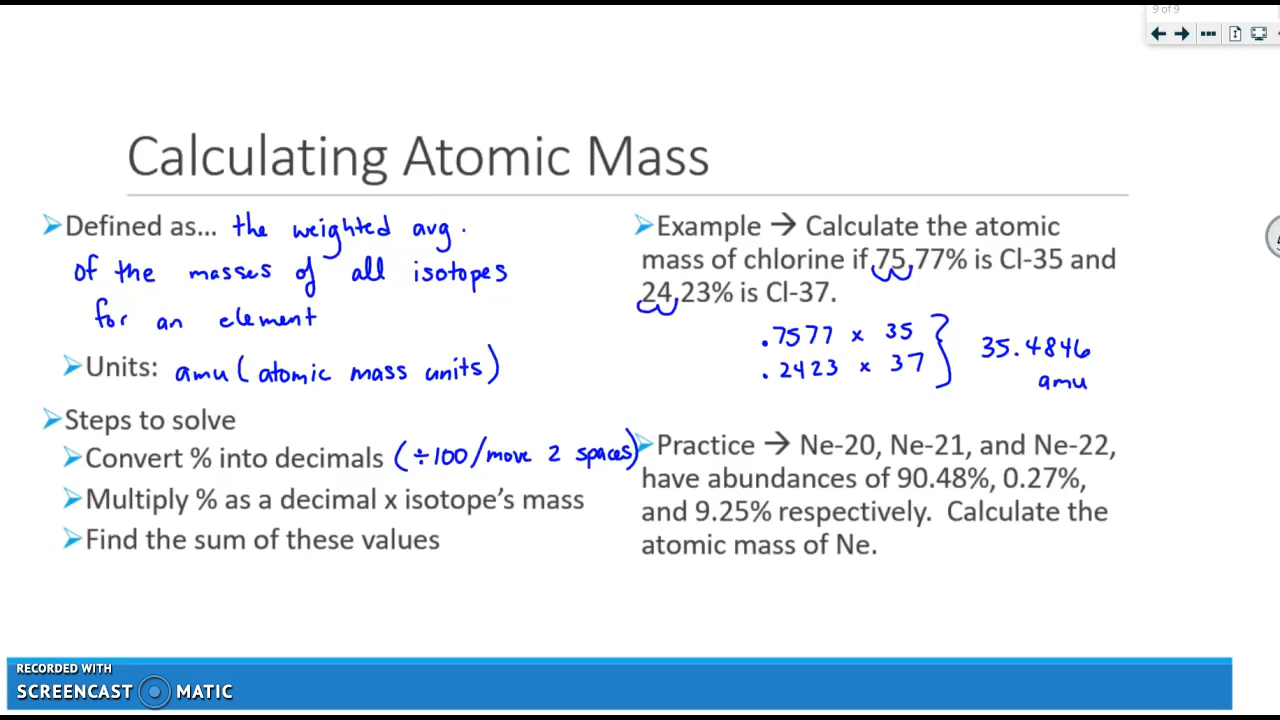 9 of 9
Calculating Atomic Mass
Defined as... the weighted avg.
of the masses of all isotopes
for an element
Units: amu (atomic mass units)
Steps to solve
Convert % into decimals (÷100/move 2 spaces)
Multiply % as a decimal x isotope's mass
Find the sum of these values
Example → Calculate the atomic
mass of chlorine if 75.77% is Cl-35 and
24.23% is Cl-37.
.7577 x 35
.2423 x 37
35.4846
amu
Practice → Ne-20, Ne-21, and Ne-22,
have abundances of 90.48%, 0.27%,
and 9.25% respectively. Calculate the
atomic mass of Ne.
RECORDED WITH
SCREENCAST MATIC